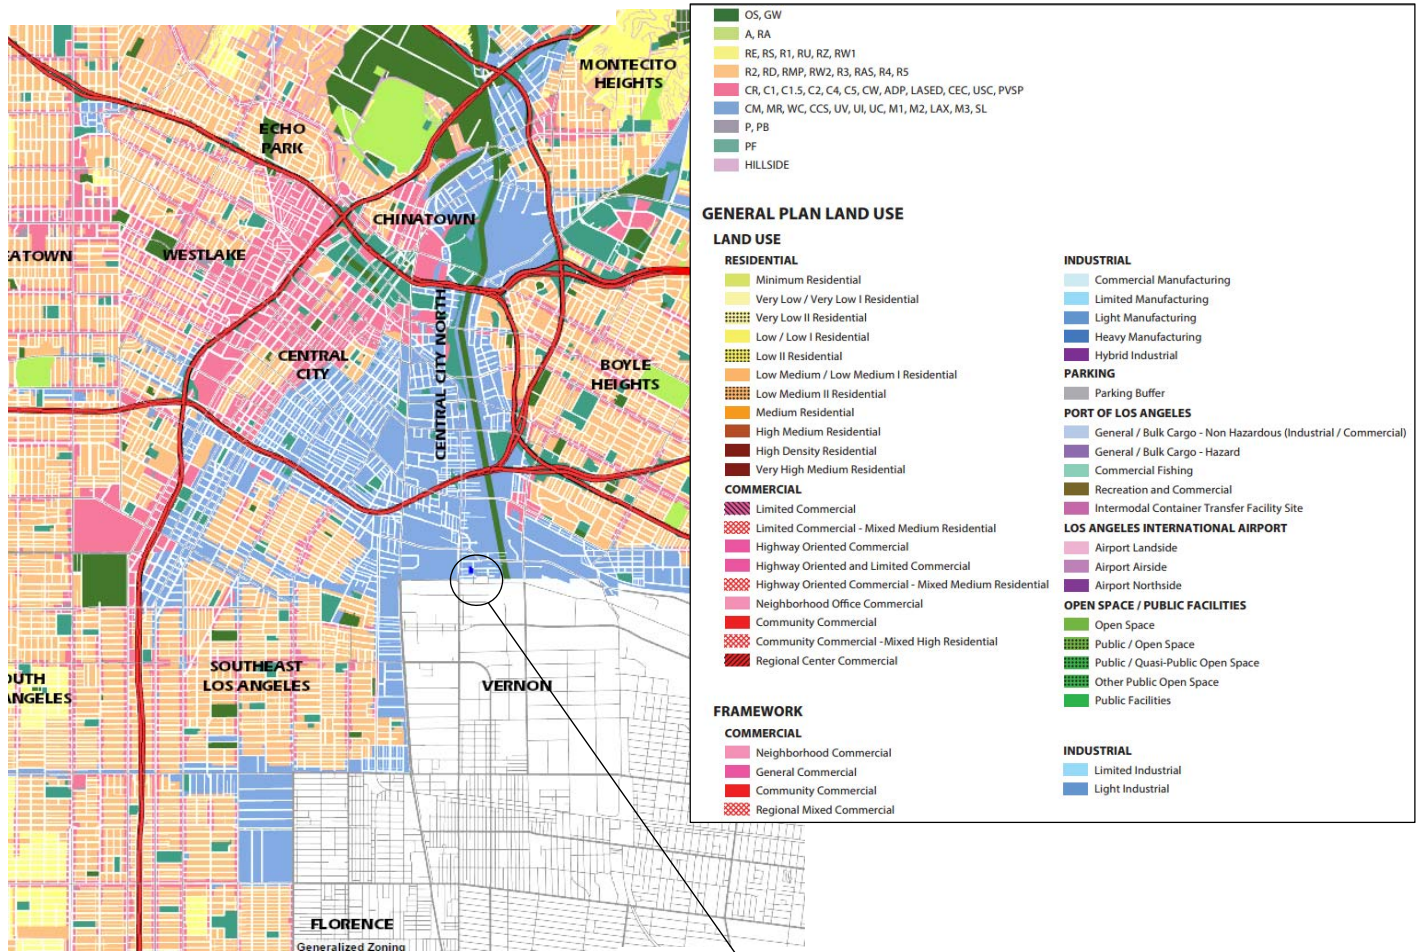 MONTECITO
HEIGHTS
ECHO
PARK
CHINATOWN
EATOWN
WESTLAKE
CENTRAL CITY NORTH
CENTRAL
CITY
BOYLE
HEIGHTS
SOUTHEAST
LOS ANGELES
OUTH
ANGELES
VERNON
FLORENCE
Generalized Zoning
OS, GW
A, RA
RE, RS, R1, RU, RZ, RW1
R2, RD, RMP, RW2, R3, RAS, R4, R5
CR, C1, C1.5, C2, C4, C5, CW, ADP, LASED, CEC, USC, PVSP
CM, MR, WC, CCS, UV, UI, UC, M1, M2, LAX, M3, SL
P, PB
PF
HILLSIDE
GENERAL PLAN LAND USE
LAND USE
RESIDENTIAL
Minimum Residential
Very Low / Very Low I Residential
Very Low II Residential
Low / Low I Residential
Low II Residential
Low Medium / Low Medium I Residential
Low Medium II Residential
Medium Residential
High Medium Residential
High Density Residential
Very High Medium Residential
COMMERCIAL
Limited Commercial
Limited Commercial - Mixed Medium Residential
Highway Oriented Commercial
Highway Oriented and Limited Commercial
Highway Oriented Commercial - Mixed Medium Residential
Neighborhood Office Commercial
Community Commercial
Community Commercial -Mixed High Residential
Regional Center Commercial
FRAMEWORK
COMMERCIAL
Neighborhood Commercial
General Commercial
Community Commercial
Regional Mixed Commercial
INDUSTRIAL
Commercial Manufacturing
Limited Manufacturing
Light Manufacturing
Heavy Manufacturing
Hybrid Industrial
PARKING
Parking Buffer
PORT OF LOS ANGELES
General / Bulk Cargo - Non Hazardous (Industrial / Commercial)
General / Bulk Cargo - Hazard
Commercial Fishing
Recreation and Commercial
Intermodal Container Transfer Facility Site
LOS ANGELES INTERNATIONAL AIRPORT
Airport Landside
Airport Airside
Airport Northside
OPEN SPACE / PUBLIC FACILITIES
Open Space
Public / Open Space
Public / Quasi-Public Open Space
Other Public Open Space
Public Facilities
INDUSTRIAL
Limited Industrial
Light Industrial